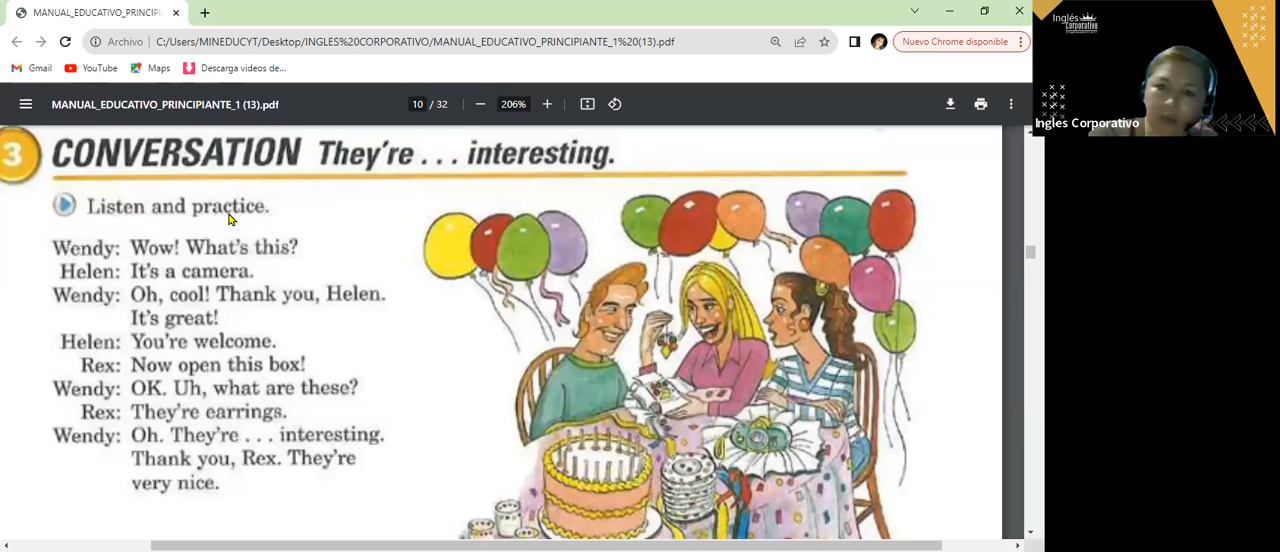 MANUAL_EDUCATIVO_PRINCIPI
Archivo C:/Users/MINEDUCYT/Desktop/INGLES%20CORPORATIVO/MANUAL_EDUCATIVO_PRINCIPIANTE_1%20(13).pdf
Nuevo Chrome disponible
Gmail YouTube Maps Descarga videos de...
MANUAL_EDUCATIVO_PRINCIPIANTE_1 (13).pdf 10 / 32 206%
Inglés
Corporativo
Ingles Corporativo
3 CONVERSATION They're . . . interesting.
Listen and practice.
Wendy: Wow! What's this?
Helen: It's a camera.
Wendy: Oh, cool! Thank you, Helen.
It's great!
Helen: You're welcome.
Rex: Now open this box!
Wendy: OK. Uh, what are these?
Rex: They're earrings.
Wendy: Oh. They're . . . interesting.
Thank you, Rex. They're
very nice.